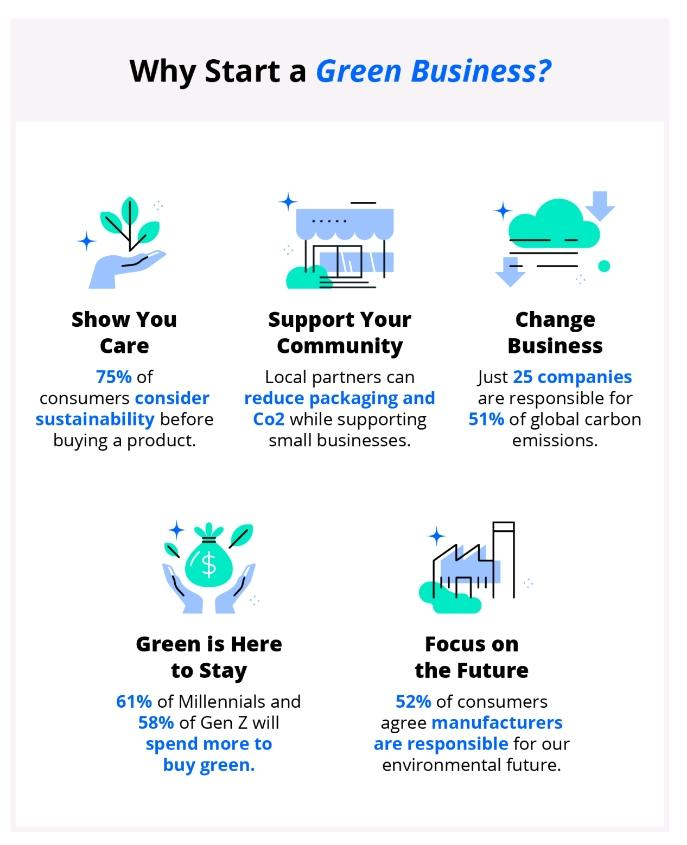 Why Start a Green Business?
Show You
Care
75% of
consumers consider
sustainability before
buying a product.
Support Your
Community
Local partners can
reduce packaging and
Co2 while supporting
small businesses.
Change
Business
Just 25 companies
are responsible for
51% of global carbon
emissions.
$
Green is Here
to Stay
61% of Millennials and
58% of Gen Z will
spend more to
buy green.
Focus on
the Future
52% of consumers
agree manufacturers
are responsible for our
environmental future.